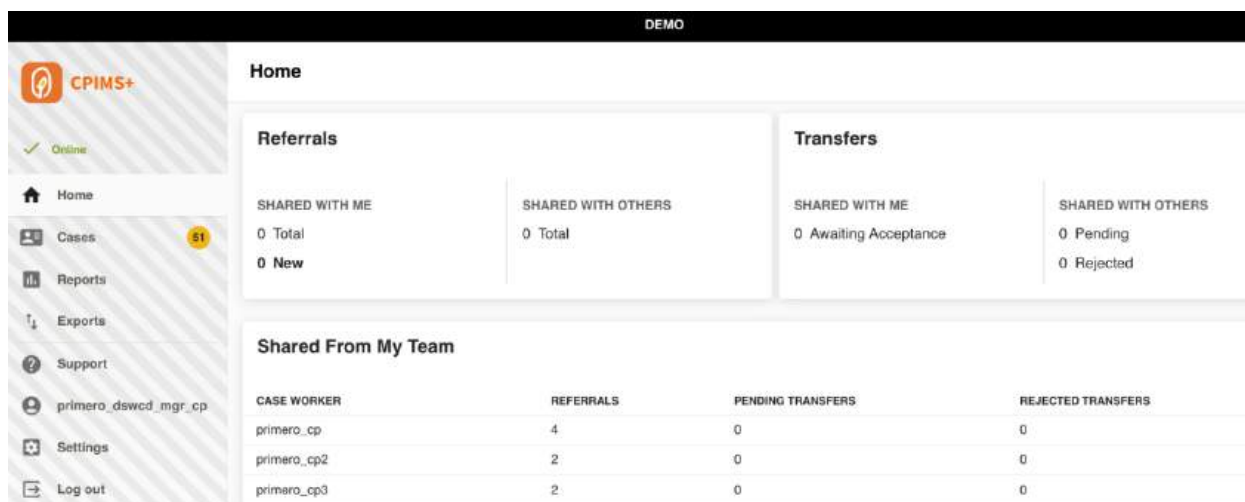 DEMO
CPIMS+
Online
Home
Cases 51
Reports
Exports
Support
primero_dswcd_mgr_cp
Settings
Log out
Home
Referrals
SHARED WITH ME
0 Total
0 New
SHARED WITH OTHERS
0 Total
Transfers
SHARED WITH ME
0 Awaiting Acceptance
SHARED WITH OTHERS
0 Pending
0 Rejected
Shared From My Team
CASE WORKER REFERRALS PENDING TRANSFERS REJECTED TRANSFERS
primero_cp 4 0 0
primero_cp2 2 0 0
primero_cp3 2 0 0